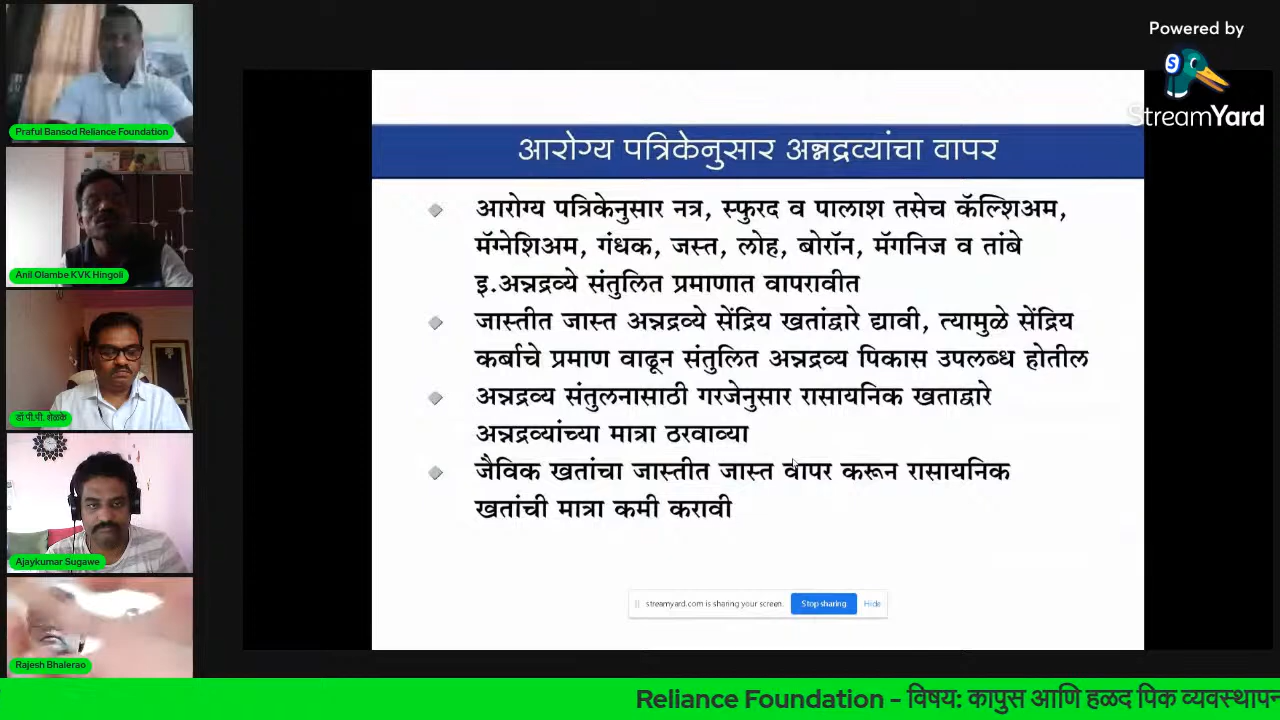 Powered by
StreamYard
Praful Bansod Reliance Foundation
Anil Olambe KVK Hingoli
डॉ पी.पी. शेळके
Ajaykumar Sugawe
Rajesh Bhalerao
आरोग्य पत्रिकेनुसार अन्नद्रव्यांचा वापर
आरोग्य पत्रिकेनुसार नत्र, स्फुरद व पालाश तसेच कॅल्शिअम,
मॅग्नेशिअम, गंधक, जस्त, लोह, बोरॉन, मॅगनिज व तांबे
इ.अन्नद्रव्ये संतुलित प्रमाणात वापरावीत
जास्तीत जास्त अन्नद्रव्ये सेंद्रिय खतांद्वारे द्यावी, त्यामुळे सेंद्रिय
कर्बाचे प्रमाण वाढून संतुलित अन्नद्रव्य पिकास उपलब्ध होतील
अन्नद्रव्य संतुलनासाठी गरजेनुसार रासायनिक खताद्वारे
अन्नद्रव्यांच्या मात्रा ठरवाव्या
जैविक खतांचा जास्तीत जास्त वापर करून रासायनिक
खतांची मात्रा कमी करावी
streamyard.com is sharing your screen.
Stop sharing
Hide
Reliance Foundation - विषय: कापुस आणि हळद पिक व्यवस्थापन